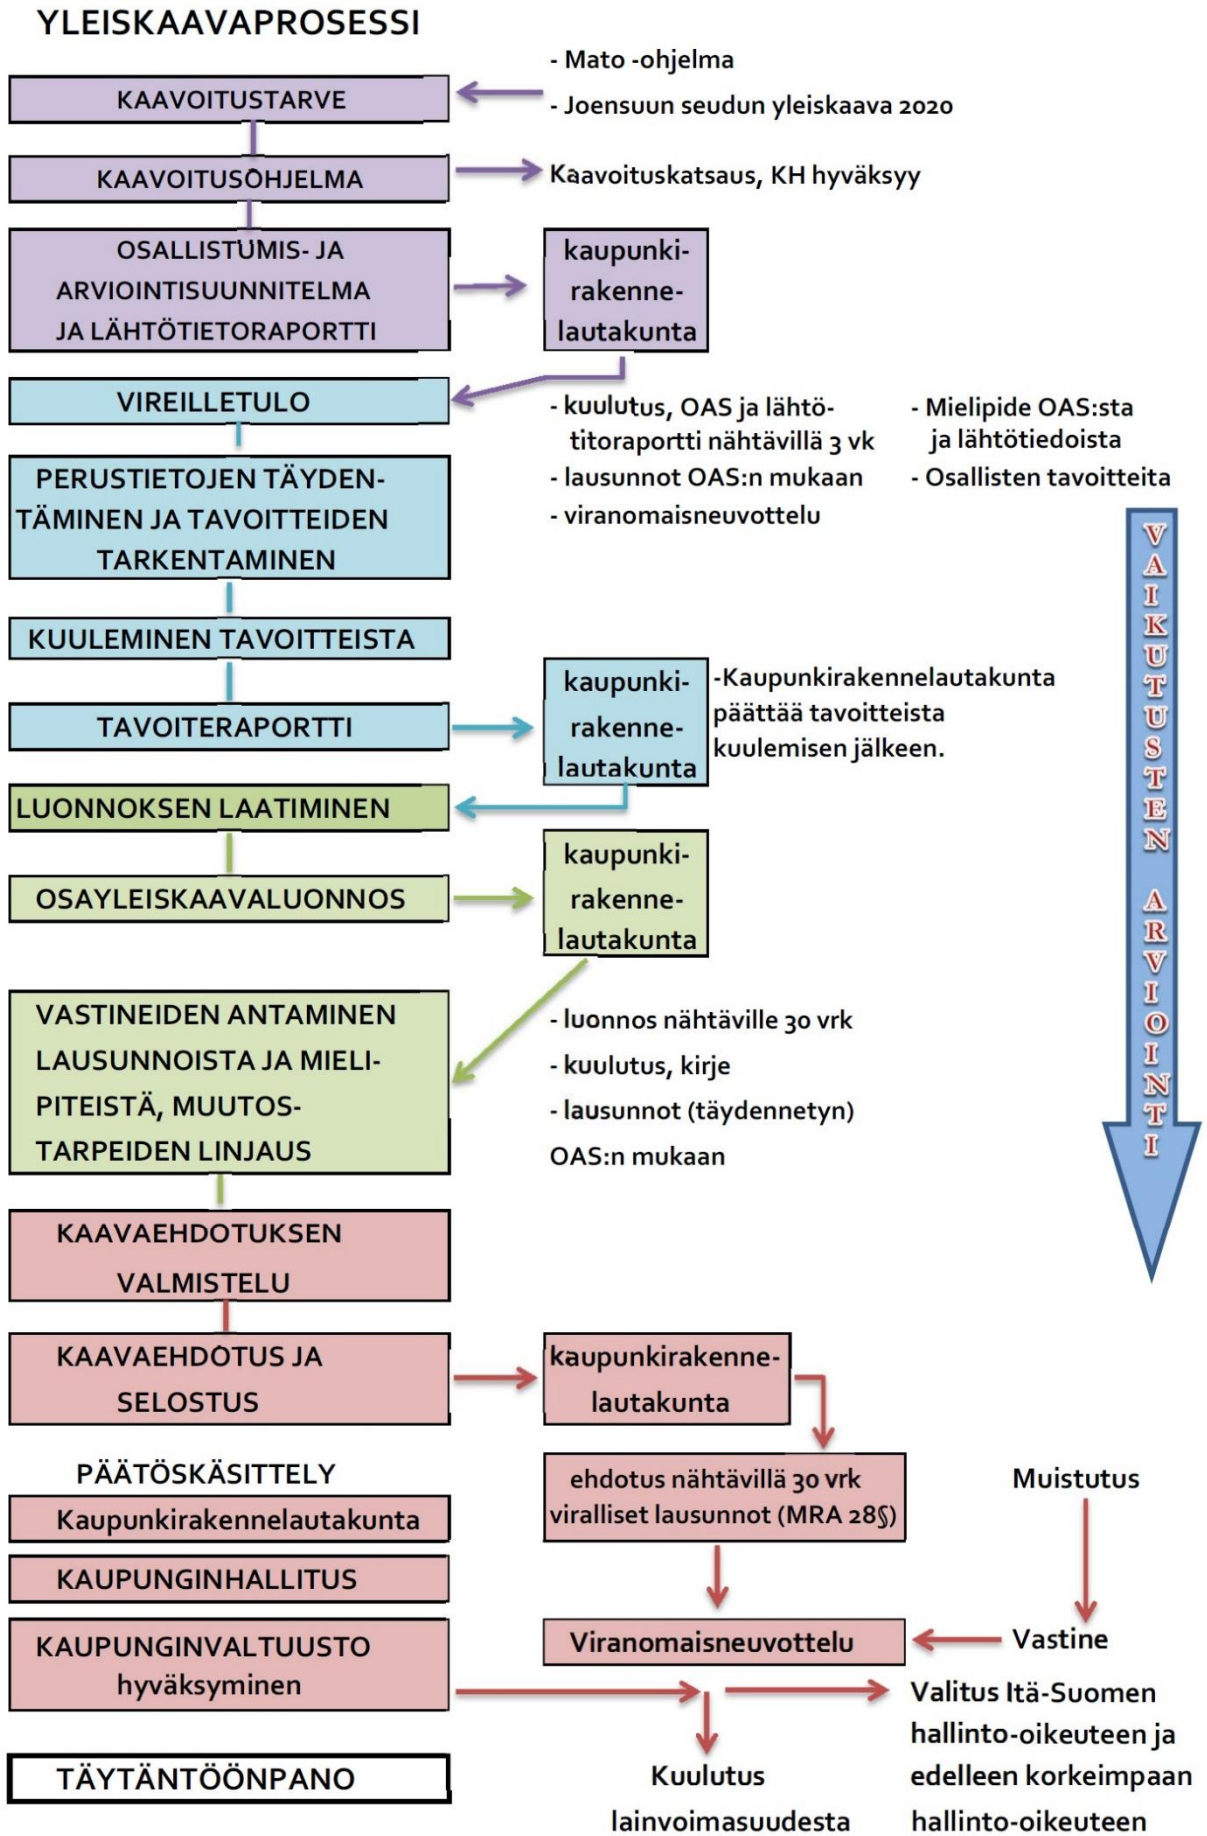 YLEISKAAVAPROSESSI
- Mato -ohjelma
KAAVOITUSTARVE
- Joensuun seudun yleiskaava 2020
KAAVOITUSOHJELMA
Kaavoituskatsaus, KH hyväksyy
OSALLISTUMIS- JA
ARVIOINTISUUNNITELMA
JA LÄHTÖTIETORAPORTTI
kaupunki-
rakenne-
lautakunta
VIREILLETULO
- kuulutus, OAS ja lähtö-
titoraportti nähtävillä 3 vk
- lausunnot OAS:n mukaan
- viranomaisneuvottelu
- Mielipide OAS:sta
ja lähtötiedoista
- Osallisten tavoitteita
PERUSTIETOJEN TÄYDEN-
TÄMINEN JA TAVOITTEIDEN
TARKENTAMINEN
VAIKUTUSTEN ARVIOINTI
KUULEMINEN TAVOITTEISTA
TAVOITERAPORTTI
kaupunki-
rakenne-
lautakunta
-Kaupunkirakennelautakunta
päättää tavoitteista
kuulemisen jälkeen.
LUONNOKSEN LAATIMINEN
OSAYLEISKAAVALUONNOS
kaupunki-
rakenne-
lautakunta
VASTINEIDEN ANTAMINEN
LAUSUNNOISTA JA MIELI-
PITEISTÄ, MUUTOS-
TARPEIDEN LINJAUS
- luonnos nähtäville 30 vrk
- kuulutus, kirje
- lausunnot (täydennetyn)
OAS:n mukaan
KAAVAEHDOTUKSEN
VALMISTELU
KAAVAEHDOTUS JA
SELOSTUS
kaupunkirakenne-
lautakunta
PÄÄTÖSKÄSITTELY
ehdotus nähtävillä 30 vrk
viralliset lausunnot (MRA 28§)
Muistutus
Kaupunkirakennelautakunta
KAUPUNGINHALLITUS
KAUPUNGINVALTUUSTO
hyväksyminen
Viranomaisneuvottelu
Vastine
Valitus Itä-Suomen
hallinto-oikeuteen ja
edelleen korkeimpaan
hallinto-oikeuteen
TÄYTÄNTÖÖNPANO
Kuulutus
lainvoimasuudesta